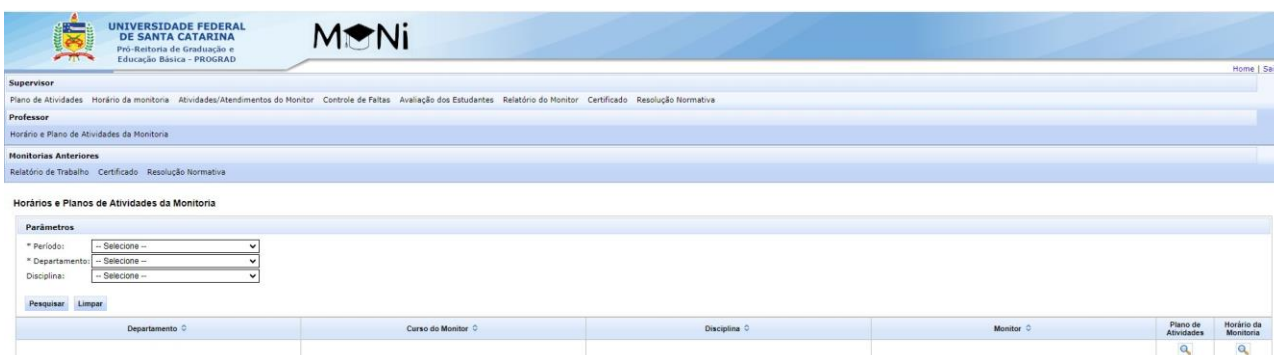 UNIVERSIDADE FEDERAL
DE SANTA CATARINA
Pró-Reitoria de Graduação e
Educação Básica - PROGRAD
MONi
Home | Sai
Supervisor
Plano de Atividades Horário da monitoria Atividades/Atendimentos do Monitor Controle de Faltas Avaliação dos Estudantes Relatório do Monitor Certificado Resolução Normativa
Professor
Horário e Plano de Atividades da Monitoria
Monitorias Anteriores
Relatório de Trabalho Certificado Resolução Normativa
Horários e Planos de Atividades da Monitoria
Parâmetros
* Período: -- Selecione --
* Departamento: -- Selecione --
Disciplina: -- Selecione --
Pesquisar Limpar
Departamento Curso do Monitor Disciplina Monitor Plano de Atividades Horário da Monitoria